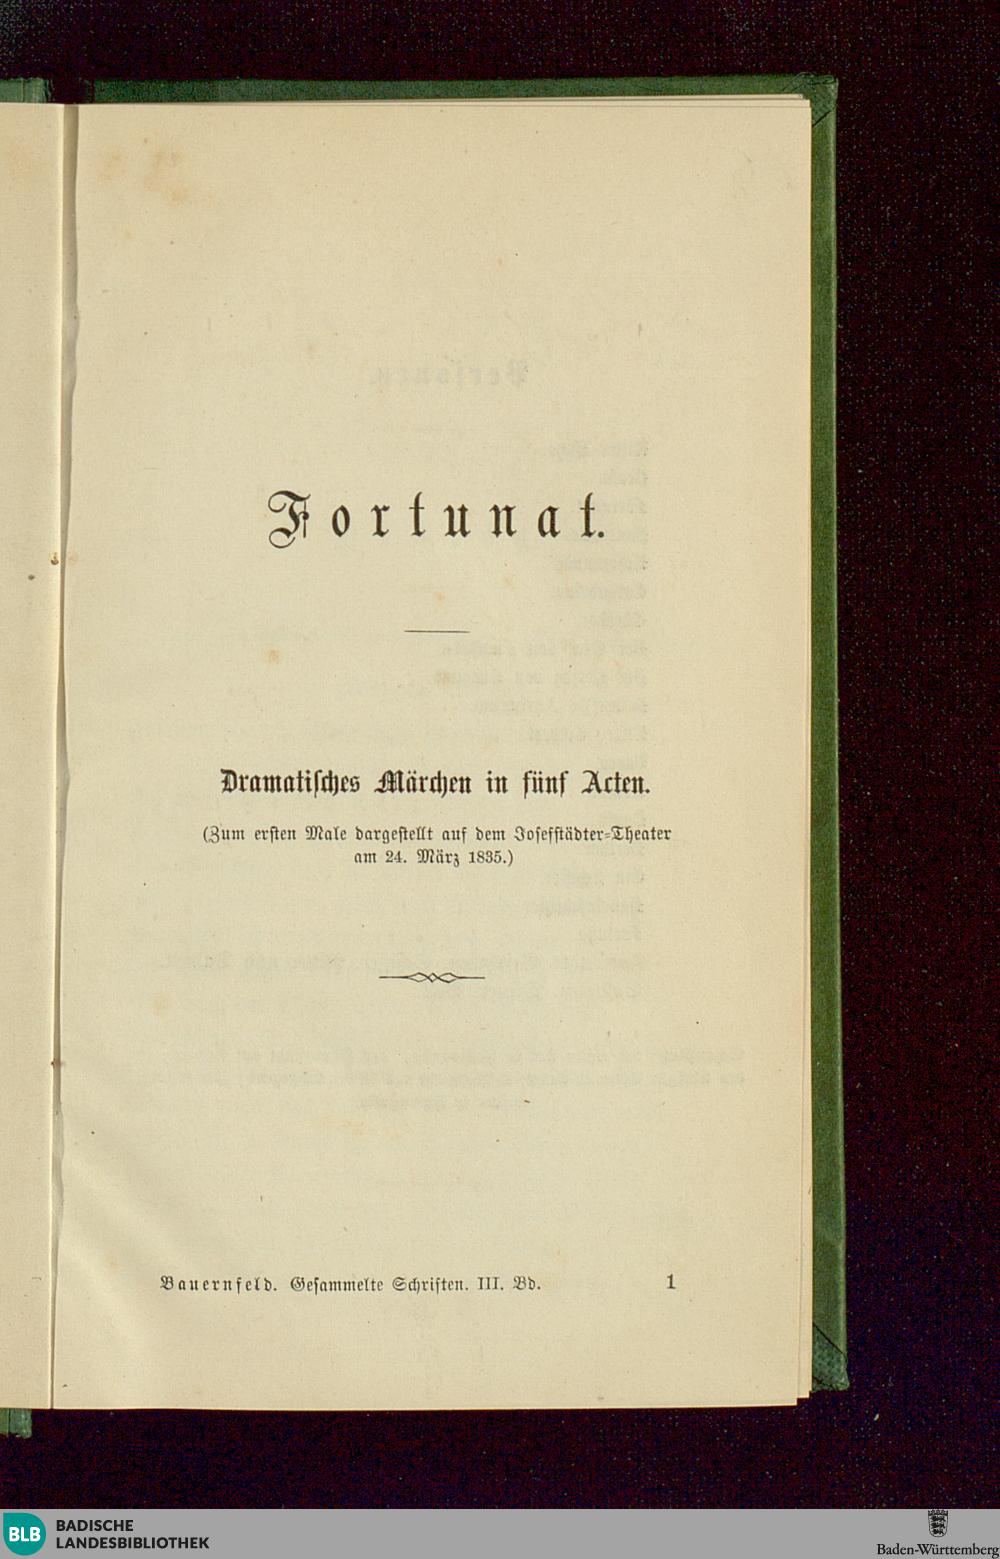 Fortunat.
Dramatisches Märchen in fünf Acten.
(Zum ersten Male dargestellt auf dem Josefstädter-Theater
am 24. März 1835.)
Bauernfeld. Gesammelte Schriften. III. Bd. 1
BLB BADISCHE
LANDESBIBLIOTHEK
Baden-Württemberg